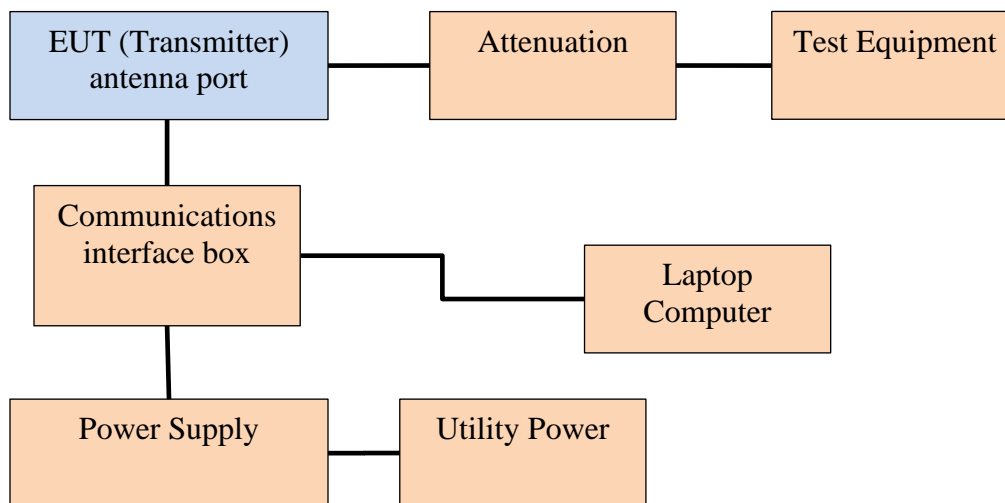 EUT (Transmitter)
antenna port
Attenuation
Test Equipment
Communications
interface box
Laptop
Computer
Power Supply
Utility Power